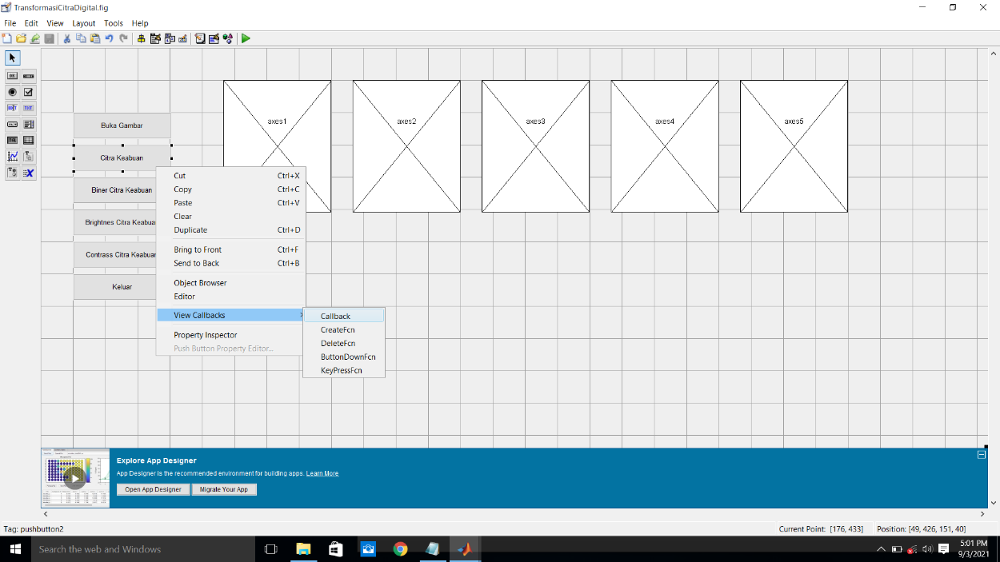 TransformasiCitraDigital.fig
File Edit View Layout Tools Help
axes1 axes2 axes3 axes4 axes5
Buka Gambar
Citra Keabuan
Biner Citra Keabuan
Brightnes Citra Keabua
Contrass Citra Keabuan
Keluar
Cut Ctrl+X
Copy Ctrl+C
Paste Ctrl+V
Clear
Duplicate Ctrl+D
Bring to Front Ctrl+F
Send to Back Ctrl+B
Object Browser
Editor
View Callbacks
Property Inspector
Push Button Property Editor...
Callback
CreateFcn
DeleteFcn
ButtonDownFcn
KeyPressFcn
Explore App Designer
App Designer is the recommended environment for building apps. Learn More
Open App Designer Migrate Your App
Tag: pushbutton2
Current Point: [176, 433] Position: [49, 426, 151, 40]
Search the web and Windows
5:01 PM
9/3/2021